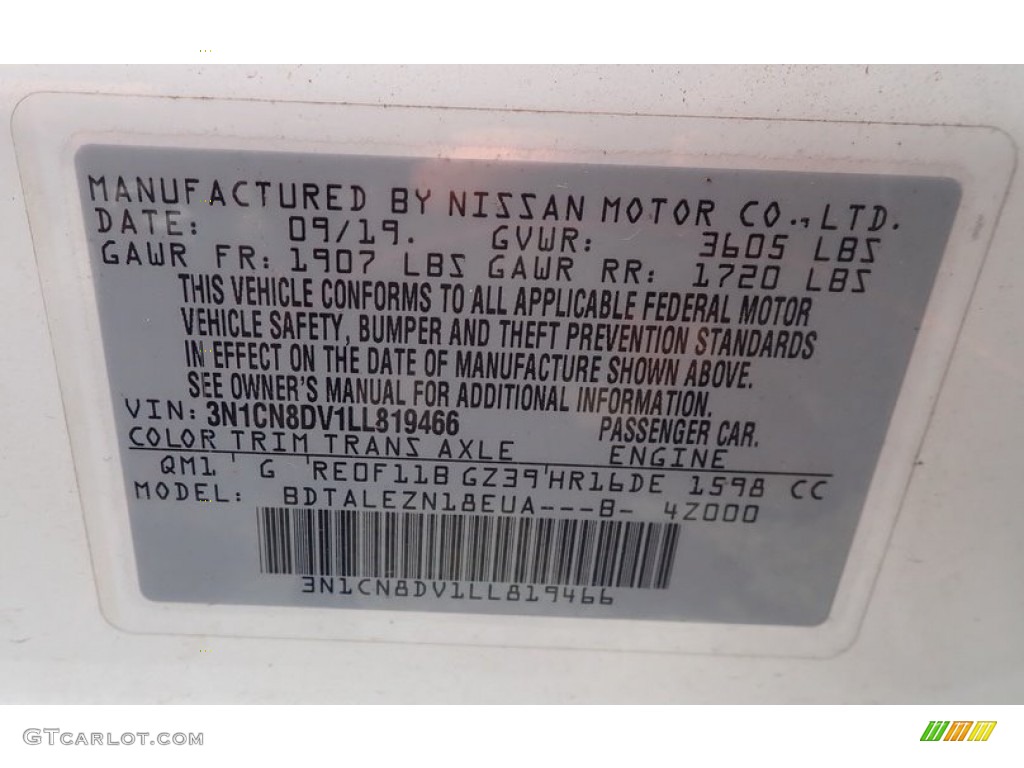 MANUFACTURED BY NISSAN MOTOR CO., LTD.
DATE: 09/19. GVWR: 3605 LBS
GAWR FR: 1907 LBS GAWR RR: 1720 LBS
THIS VEHICLE CONFORMS TO ALL APPLICABLE FEDERAL MOTOR
VEHICLE SAFETY, BUMPER AND THEFT PREVENTION STANDARDS
IN EFFECT ON THE DATE OF MANUFACTURE SHOWN ABOVE.
SEE OWNER'S MANUAL FOR ADDITIONAL INFORMATION.
VIN: 3N1CN8DV1LL819466 PASSENGER CAR.
COLOR TRIM TRANS AXLE ENGINE
QM1 ' G 'RE0F11B GZ39'HR16DE 1598 CC
MODEL: BDTALEZN18EUA---B- 4Z000
3N1CN8DV1LL819466
GTCARLOT.COM